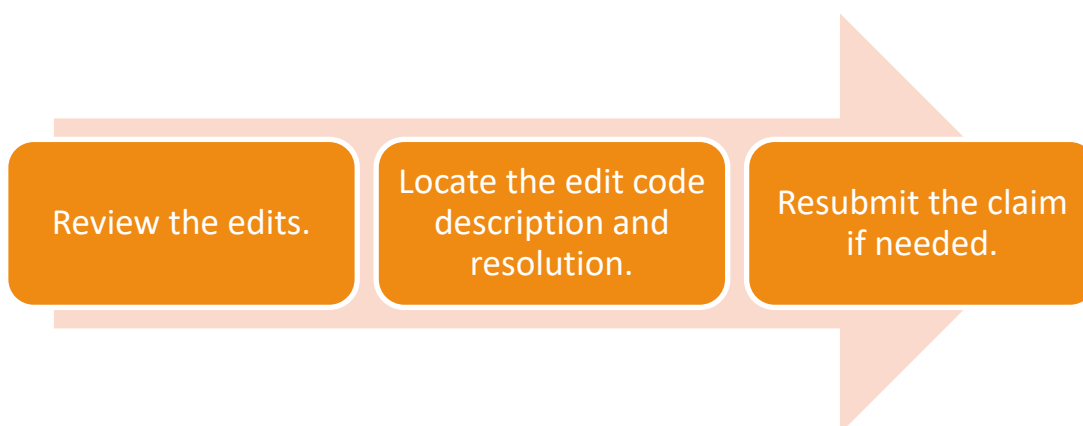 Review the edits.
Locate the edit code
description and
resolution.
Resubmit the claim
if needed.